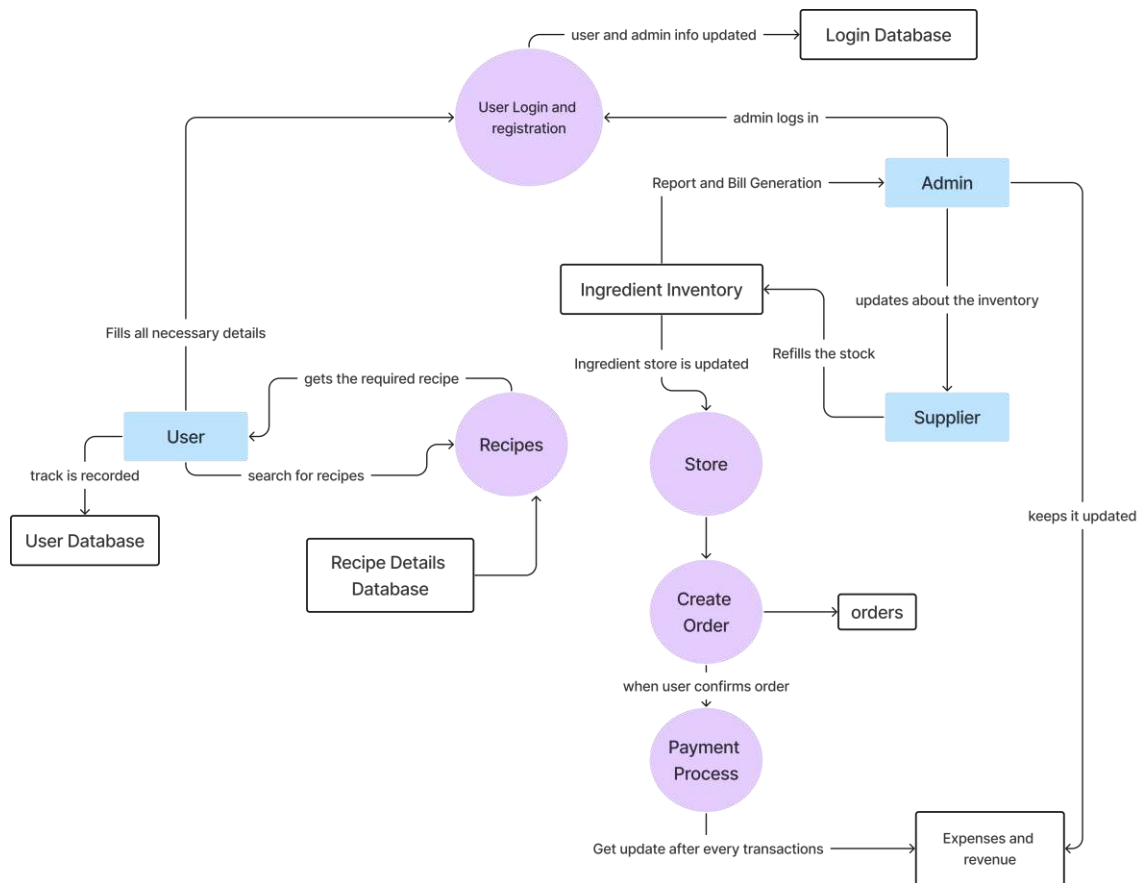 user and admin info updated
Login Database
User Login and
registration
admin logs in
Report and Bill Generation
Admin
Ingredient Inventory
updates about the inventory
Fills all necessary details
Ingredient store is updated
Refills the stock
gets the required recipe
User
Recipes
Supplier
Store
track is recorded
search for recipes
keeps it updated
User Database
Recipe Details
Database
Create
Order
orders
when user confirms order
Payment
Process
Get update after every transactions
Expenses and
revenue